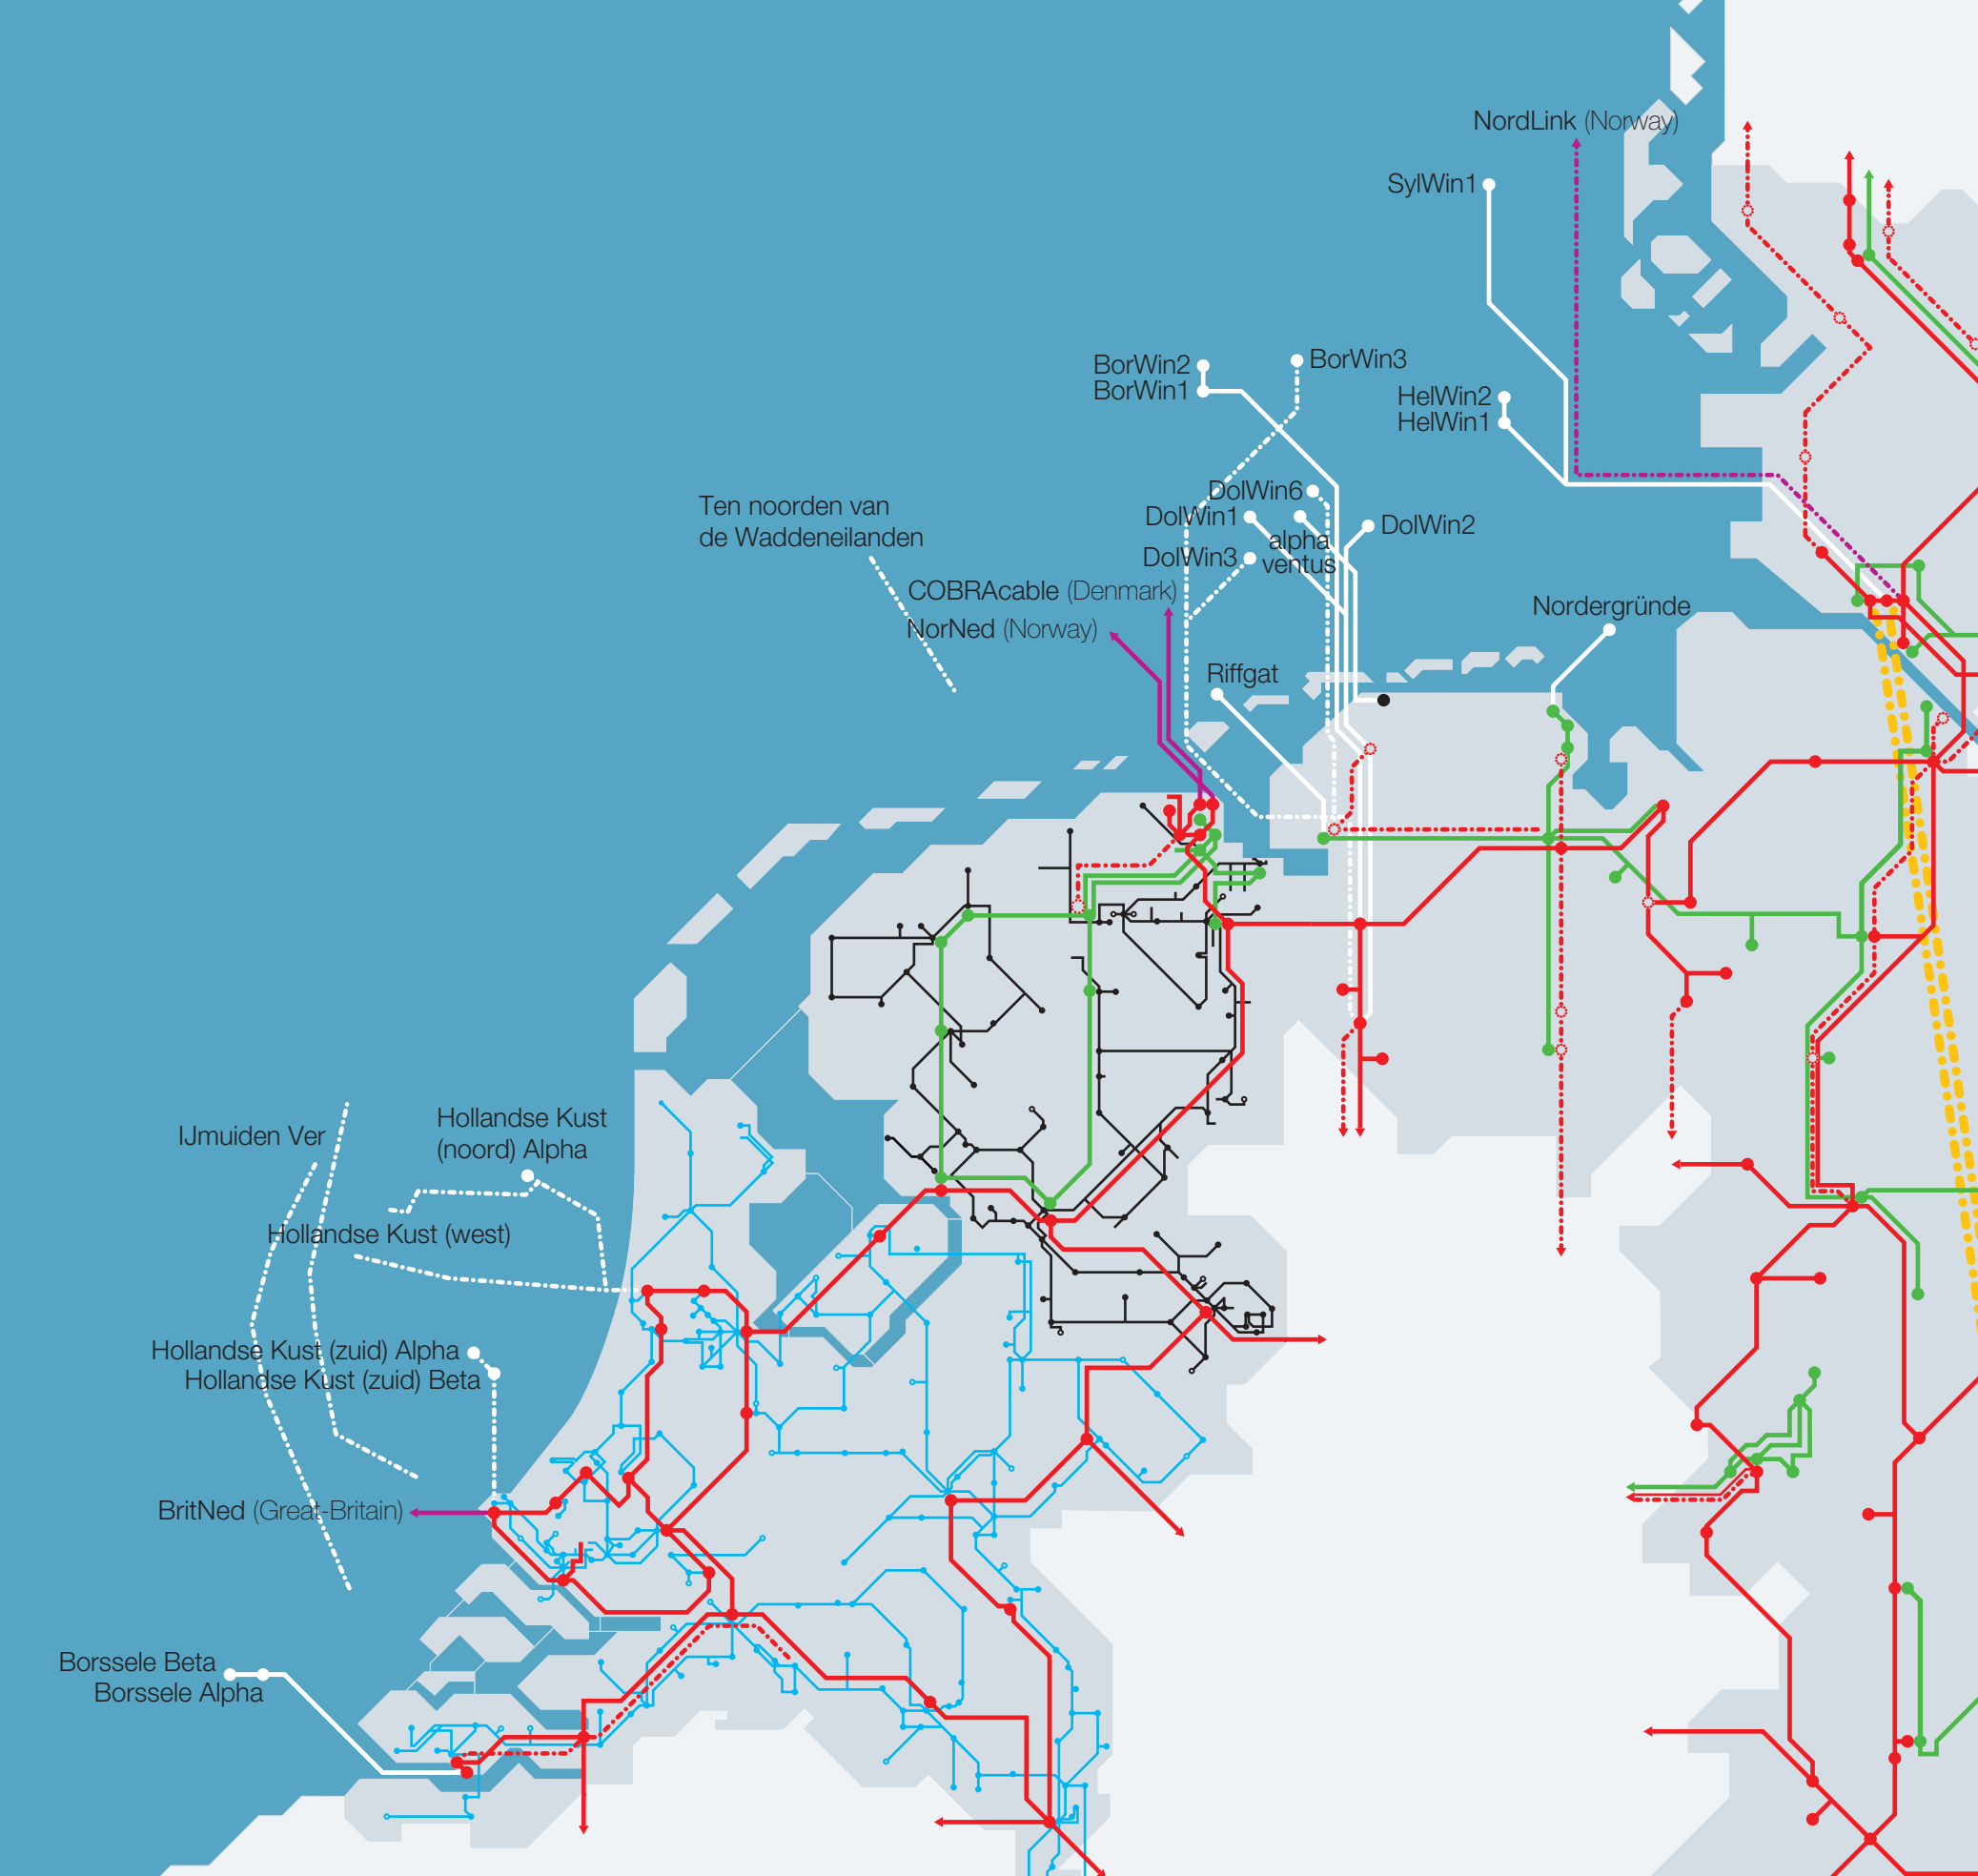 NordLink (Norway)
SylWin1
BorWin2
BorWin1
BorWin3
HelWin2
HelWin1
Ten noorden van
de Waddeneilanden
DolWin6
DolWin1
DolWin2
alpha
ventus
DolWin3
COBRAcable (Denmark)
NorNed (Norway)
Nordergründe
Riffgat
IJmuiden Ver
Hollandse Kust
(noord) Alpha
Hollandse Kust (west)
Hollandse Kust (zuid) Alpha
Hollandse Kust (zuid) Beta
BritNed (Great-Britain)
Borssele Beta
Borssele Alpha